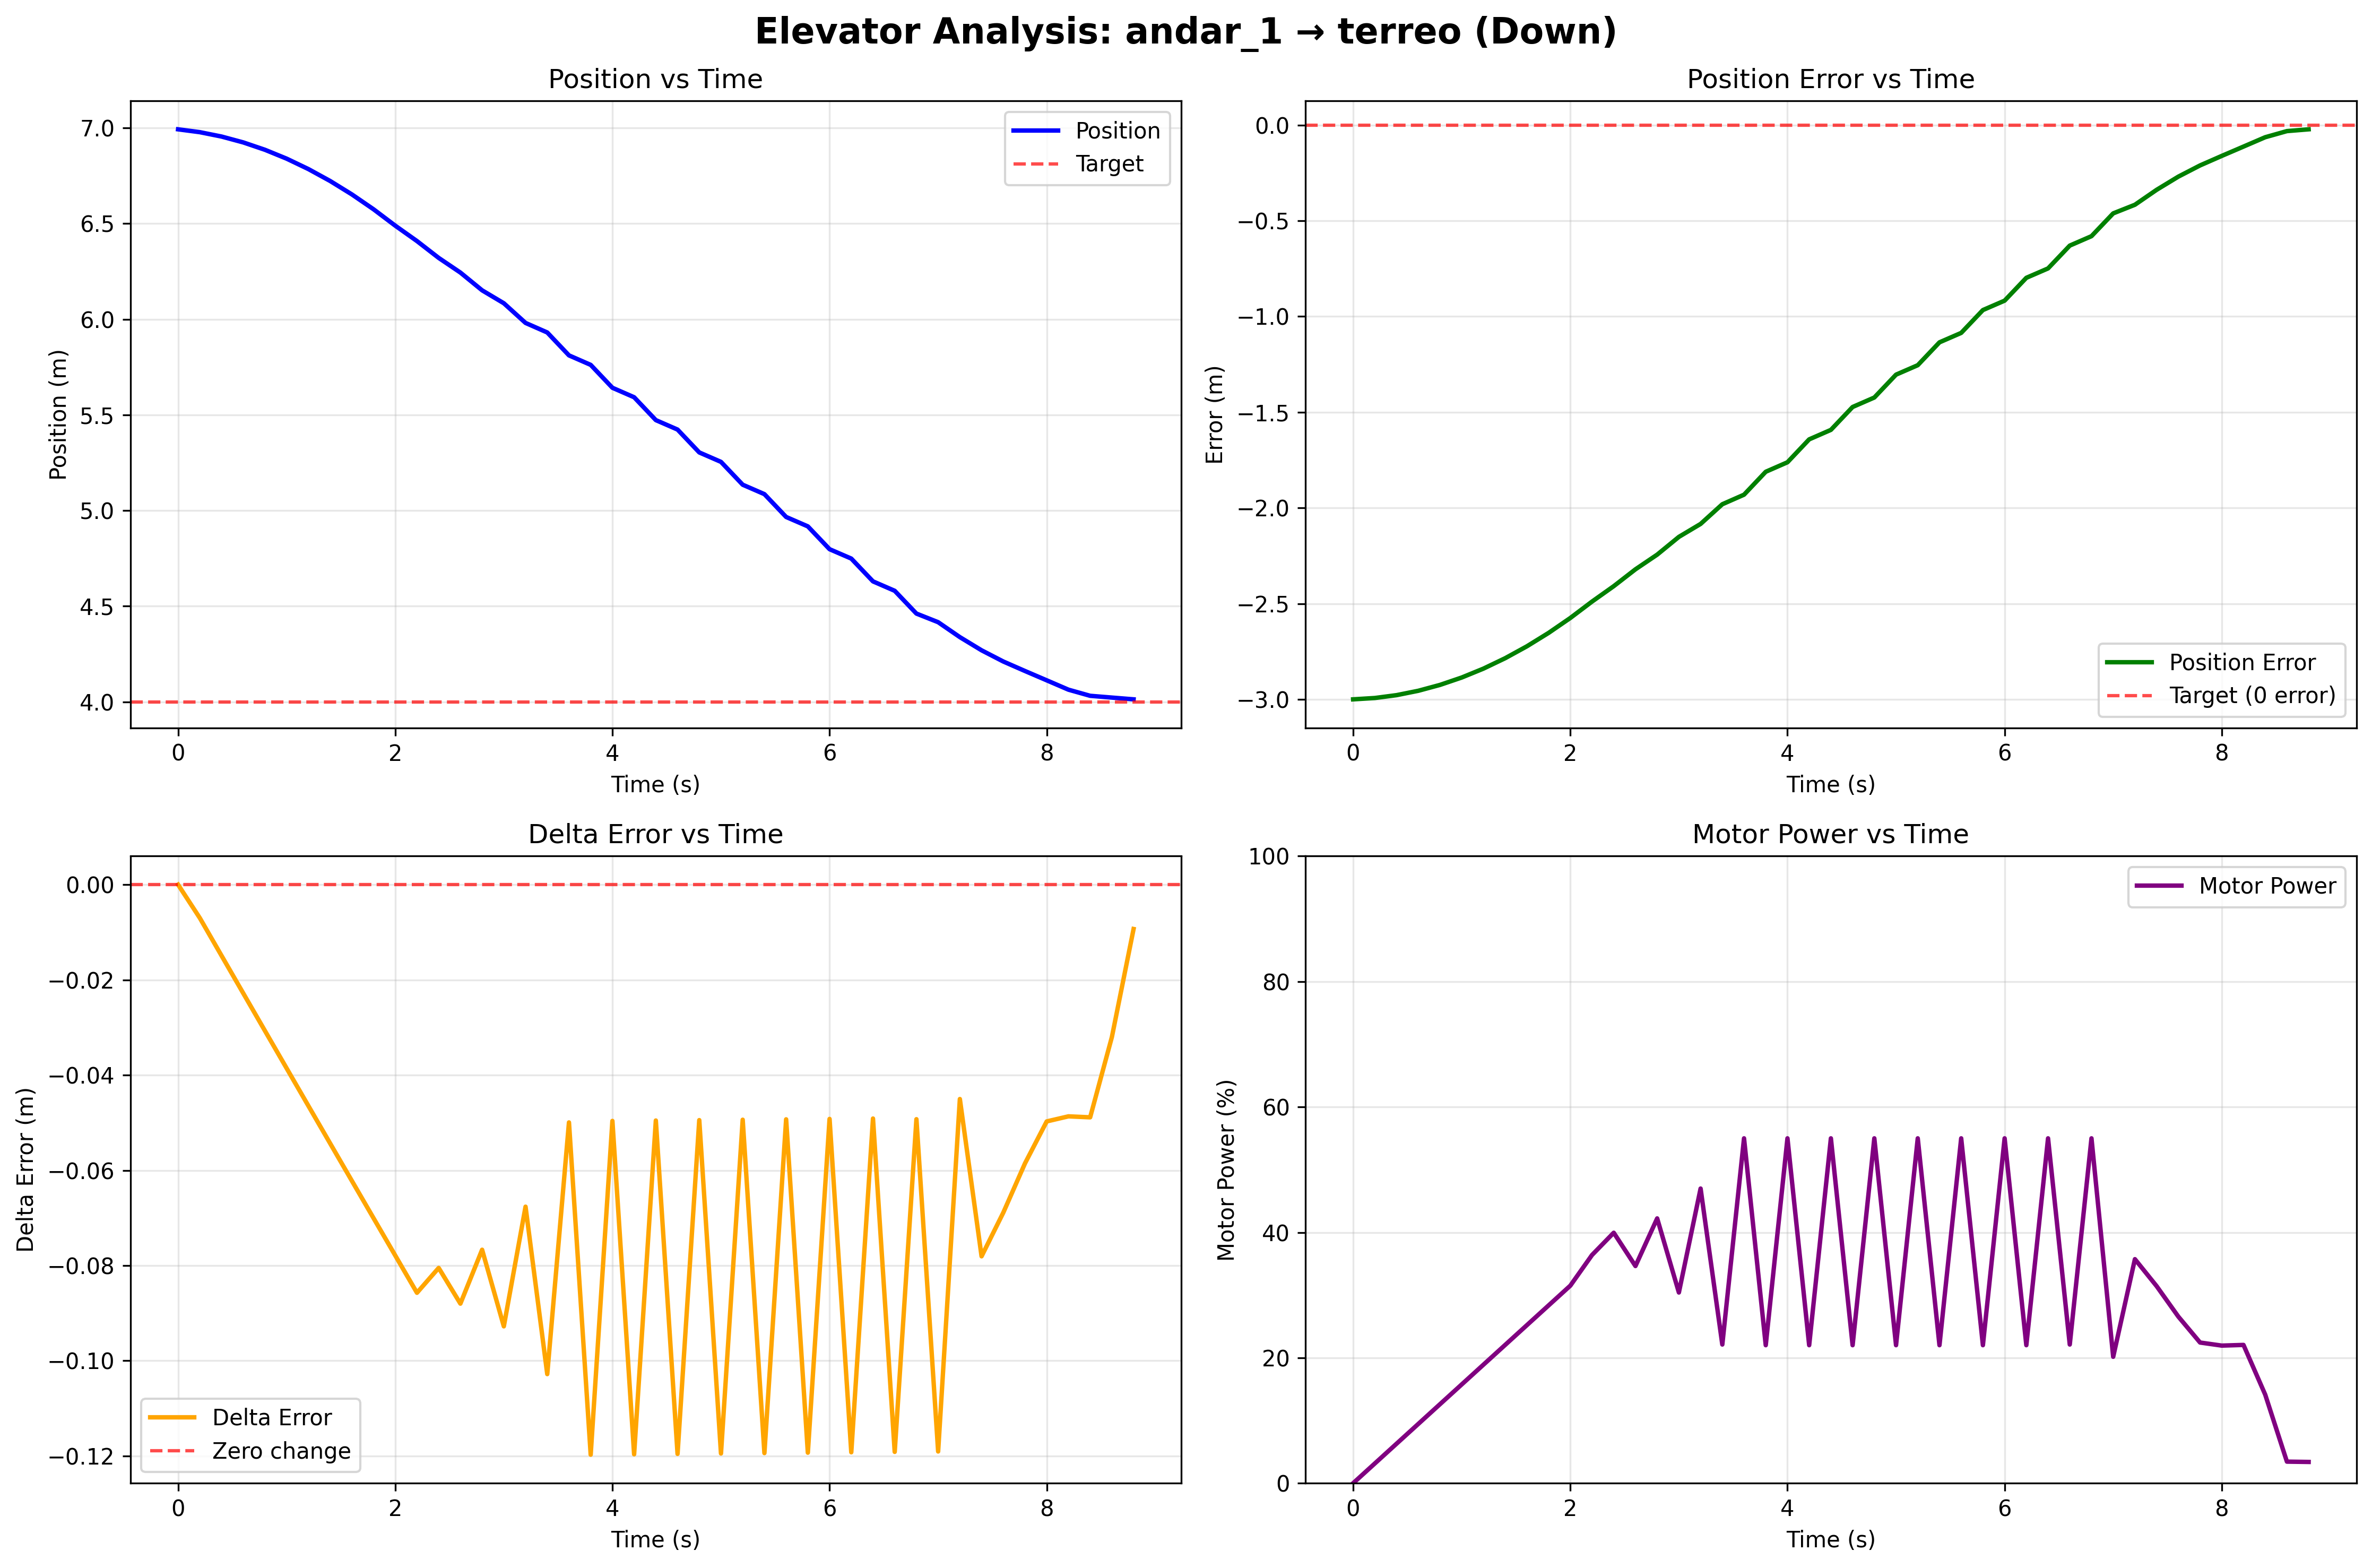 Elevator Analysis: andar_1 → terreo (Down)
Position vs Time
Position (m)
7.0
6.5
6.0
5.5
5.0
4.5
4.0
0 2 4 6 8
Time (s)
Position
Target
Position Error vs Time
Error (m)
0.0
−0.5
−1.0
−1.5
−2.0
−2.5
−3.0
0 2 4 6 8
Time (s)
Position Error
Target (0 error)
Delta Error vs Time
Delta Error (m)
0.00
−0.02
−0.04
−0.06
−0.08
−0.10
−0.12
0 2 4 6 8
Time (s)
Delta Error
Zero change
Motor Power vs Time
Motor Power (%)
100
80
60
40
20
0
0 2 4 6 8
Time (s)
Motor Power